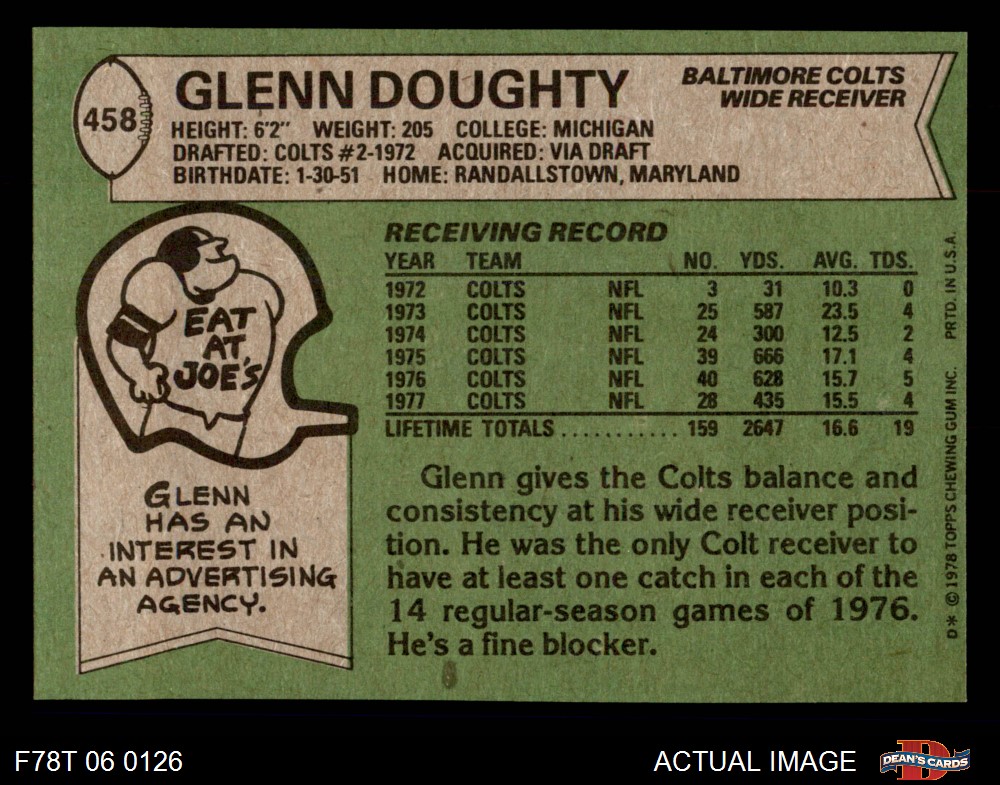 458
GLENN DOUGHTY
BALTIMORE COLTS
WIDE RECEIVER
HEIGHT: 6'2" WEIGHT: 205 COLLEGE: MICHIGAN
DRAFTED: COLTS #2-1972 ACQUIRED: VIA DRAFT
BIRTHDATE: 1-30-51 HOME: RANDALLSTOWN, MARYLAND
EAT
AT
JOE'S
GLENN
HAS AN
INTEREST IN
AN ADVERTISING
AGENCY.
RECEIVING RECORD
YEAR TEAM NO. YDS. AVG. TDS.
1972 COLTS NFL 3 31 10.3 0
1973 COLTS NFL 25 587 23.5 4
1974 COLTS NFL 24 300 12.5 2
1975 COLTS NFL 39 666 17.1 4
1976 COLTS NFL 40 628 15.7 5
1977 COLTS NFL 28 435 15.5 4
LIFETIME TOTALS........... 159 2647 16.6 19
Glenn gives the Colts balance and
consistency at his wide receiver posi-
tion. He was the only Colt receiver to
have at least one catch in each of the
14 regular-season games of 1976.
He's a fine blocker.
D* © 1978 TOPPS CHEWING GUM INC. PRTD. IN U.S.A.
F78T 06 0126
ACTUAL IMAGE
D
DEAN'S CARDS